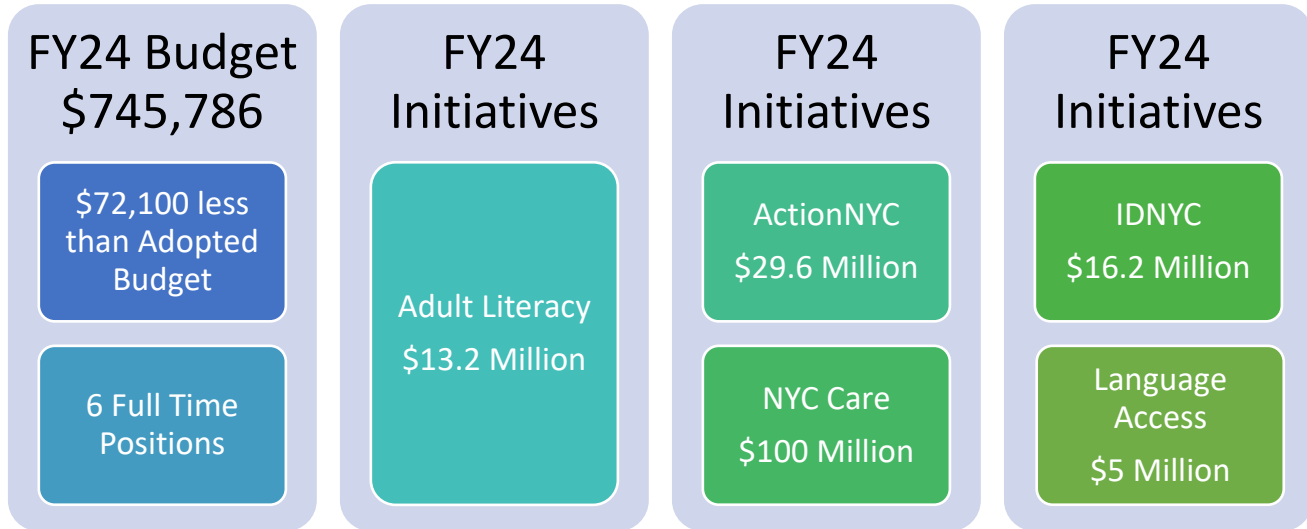 FY24 Budget
$745,786
$72,100 less
than Adopted
Budget
6 Full Time
Positions
FY24
Initiatives
Adult Literacy
$13.2 Million
FY24
Initiatives
ActionNYC
$29.6 Million
NYC Care
$100 Million
FY24
Initiatives
IDNYC
$16.2 Million
Language
Access
$5 Million